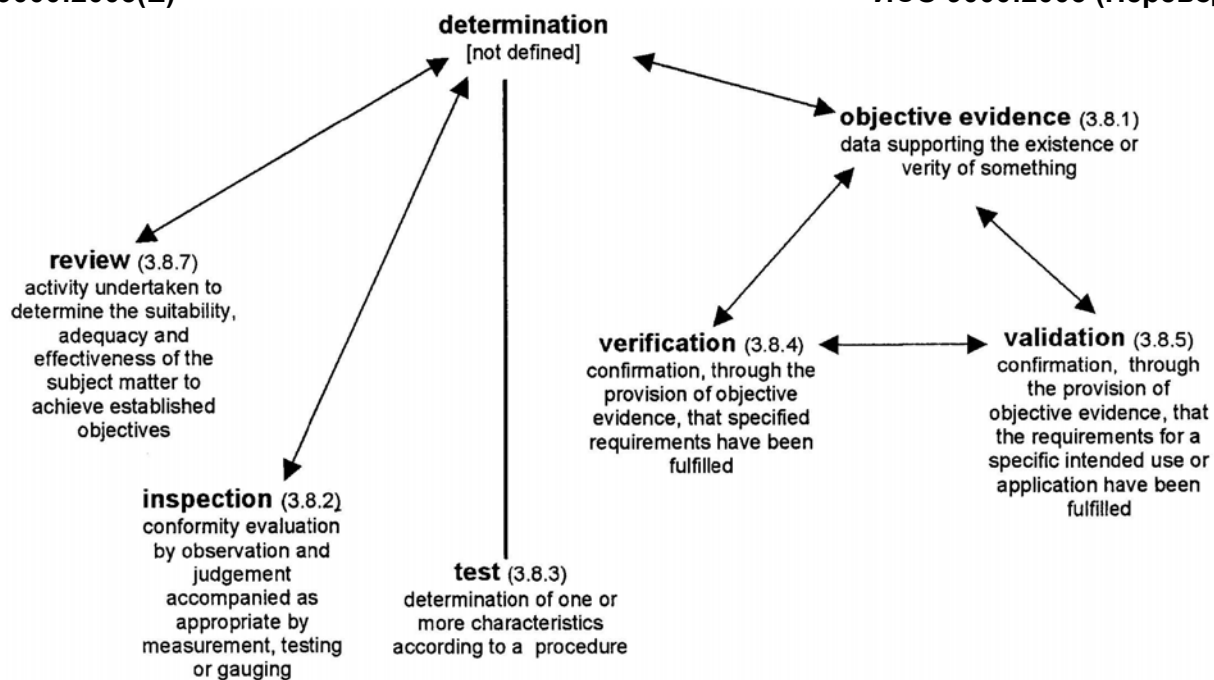 determination
[not defined]
objective evidence (3.8.1)
data supporting the existence or
verity of something
review (3.8.7)
activity undertaken to
determine the suitability,
adequacy and
effectiveness of the
subject matter to
achieve established
objectives
verification (3.8.4)
confirmation, through the
provision of objective
evidence, that specified
requirements have been
fulfilled
validation (3.8.5)
confirmation, through
the provision of
objective evidence, that
the requirements for a
specific intended use or
application have been
fulfilled
inspection (3.8.2)
conformity evaluation
by observation and
judgement
accompanied as
appropriate by
measurement, testing
or gauging
test (3.8.3)
determination of one or
more characteristics
according to a procedure